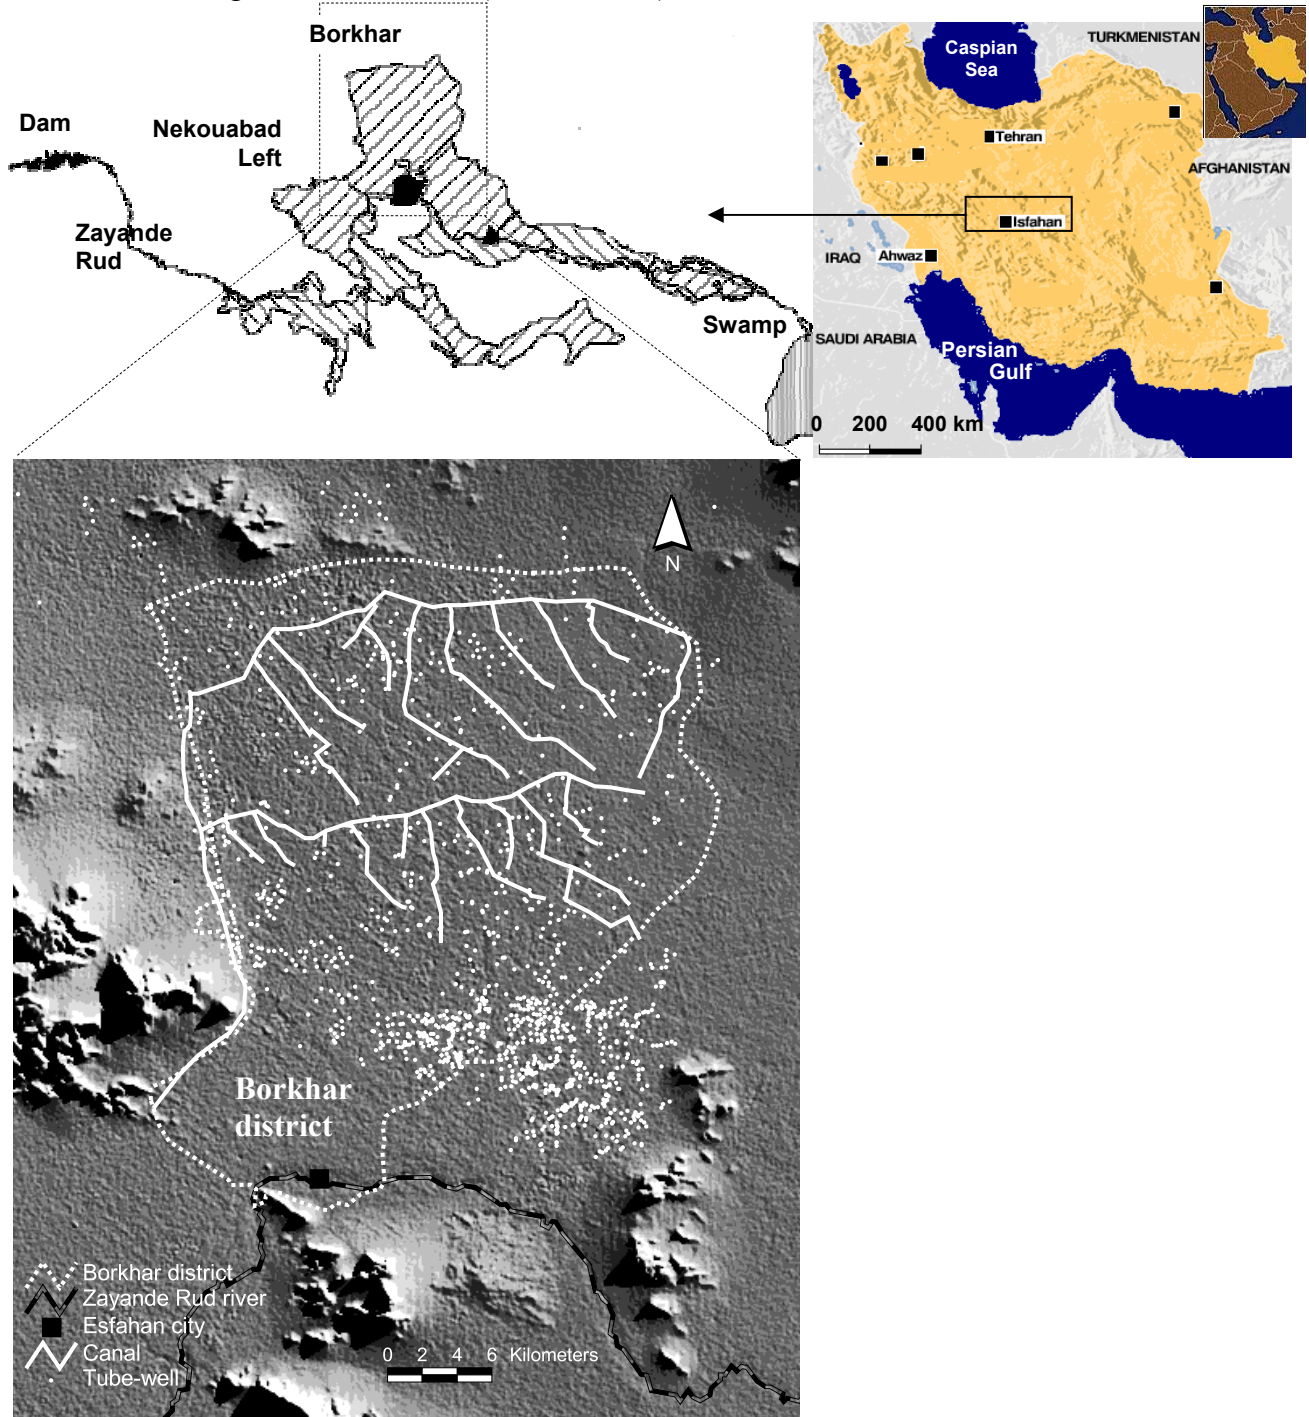 Borkhar
Dam
Nekouabad
Left
Zayande
Rud
Swamp
Caspian
Sea
TURKMENISTAN
Tehran
AFGHANISTAN
Isfahan
IRAQ
Ahwaz
SAUDI ARABIA
Persian
Gulf
0 200 400 km
N
Borkhar
district
Borkhar district
Zayande Rud river
Esfahan city
Canal
Tube-well
0 2 4 6 Kilometers